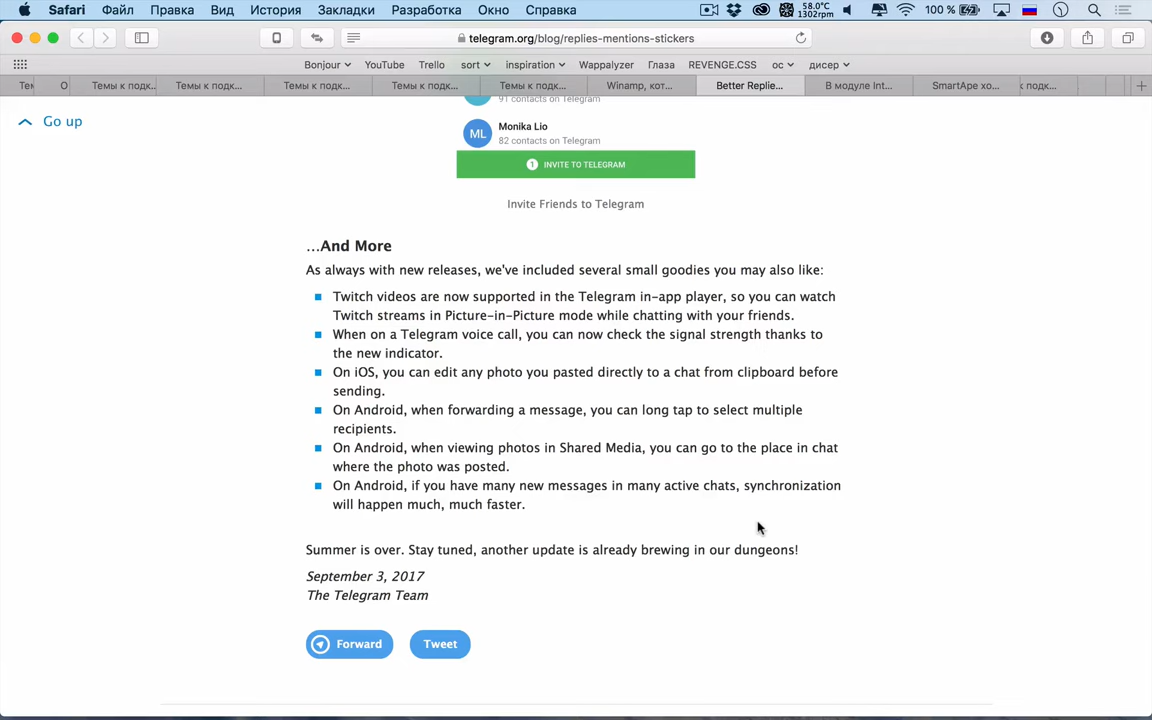 Safari Файл Правка Вид История Закладки Разработка Окно Справка 58.0°C 1302rpm 100 %
telegram.org/blog/replies-mentions-stickers
Bonjour YouTube Trello sort inspiration Wappalyzer Глаза REVENGE.CSS ос дисер
Тем О Темы к подк... Темы к подк... Темы к подк... Темы к подк... Темы к подк... Winamp, кот... Better Replie... В модуле Int... SmartApe хо... к подк...
91 contacts on Telegram
Go up
ML Monika Lio
82 contacts on Telegram
1 INVITE TO TELEGRAM
Invite Friends to Telegram
...And More
As always with new releases, we've included several small goodies you may also like:
Twitch videos are now supported in the Telegram in-app player, so you can watch
Twitch streams in Picture-in-Picture mode while chatting with your friends.
When on a Telegram voice call, you can now check the signal strength thanks to
the new indicator.
On iOS, you can edit any photo you pasted directly to a chat from clipboard before
sending.
On Android, when forwarding a message, you can long tap to select multiple
recipients.
On Android, when viewing photos in Shared Media, you can go to the place in chat
where the photo was posted.
On Android, if you have many new messages in many active chats, synchronization
will happen much, much faster.
Summer is over. Stay tuned, another update is already brewing in our dungeons!
September 3, 2017
The Telegram Team
Forward Tweet